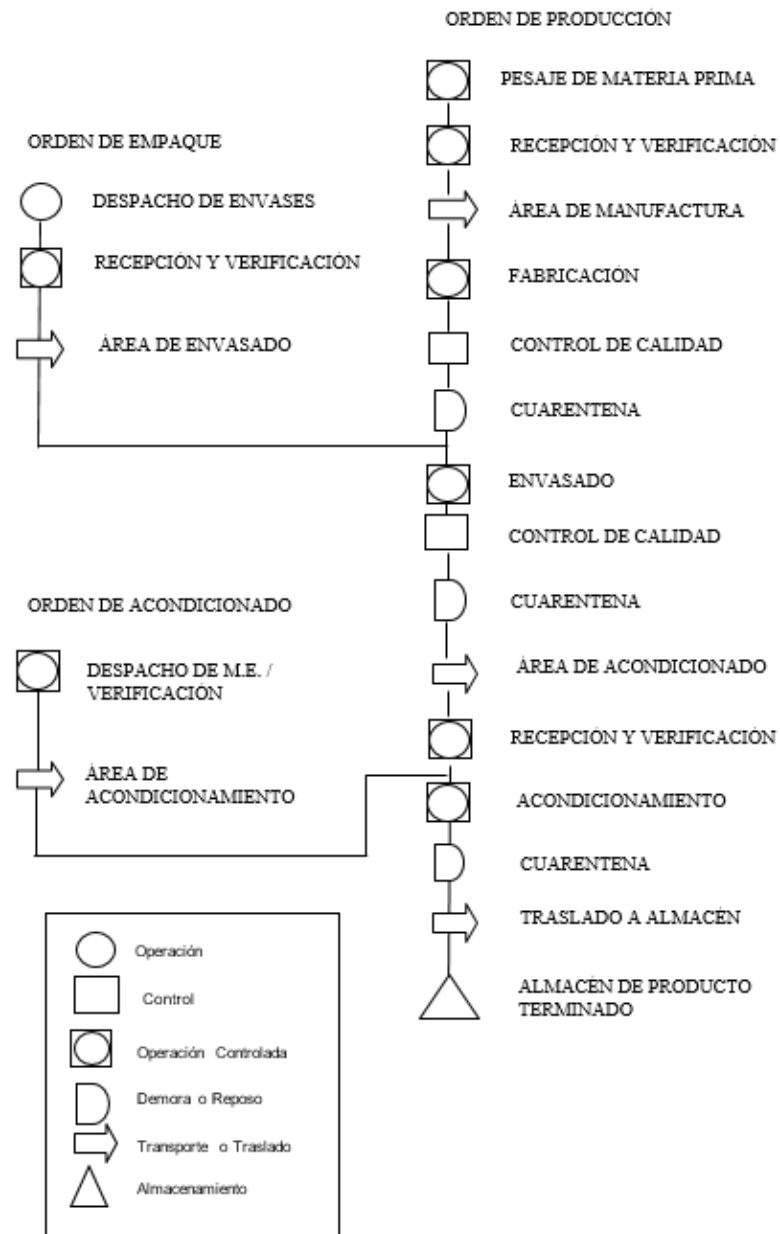 ORDEN DE PRODUCCIÓN
PESAJE DE MATERIA PRIMA
RECEPCIÓN Y VERIFICACIÓN
ÁREA DE MANUFACTURA
FABRICACIÓN
CONTROL DE CALIDAD
CUARENTENA
ENVASADO
CONTROL DE CALIDAD
CUARENTENA
ÁREA DE ACONDICIONADO
RECEPCIÓN Y VERIFICACIÓN
ACONDICIONAMIENTO
CUARENTENA
TRASLADO A ALMACÉN
ALMACÉN DE PRODUCTO
TERMINADO
ORDEN DE EMPAQUE
DESPACHO DE ENVASES
RECEPCIÓN Y VERIFICACIÓN
ÁREA DE ENVASADO
ORDEN DE ACONDICIONADO
DESPACHO DE M.E. /
VERIFICACIÓN
ÁREA DE
ACONDICIONAMIENTO
Operación
Control
Operación Controlada
Demora o Reposo
Transporte o Traslado
Almacenamiento